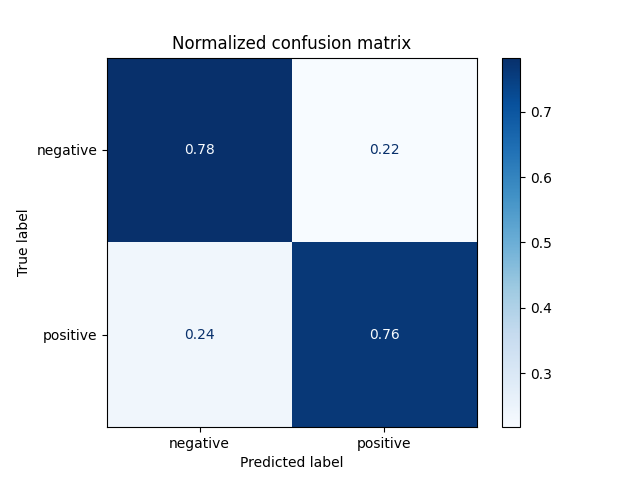 Normalized confusion matrix
True label
negative
positive
0.78
0.22
0.24
0.76
negative
positive
Predicted label
0.7
0.6
0.5
0.4
0.3